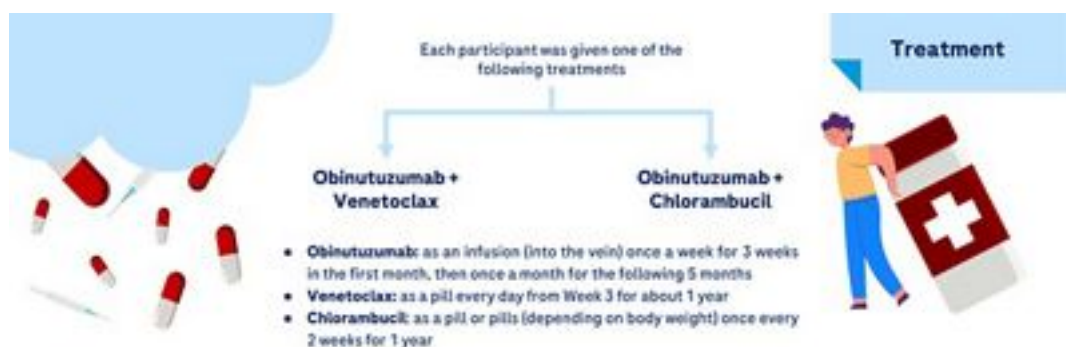 Treatment
Each participant was given one of the
following treatments
Obinutuzumab +
Venetoclax
Obinutuzumab +
Chlorambucil
• Obinutuzumab: as an infusion (into the vein) once a week for 3 weeks
in the first month, then once a month for the following 5 months
• Venetoclax: as a pill every day from Week 3 for about 1 year
• Chlorambucil: as a pill or pills (depending on body weight) once every
2 weeks for 1 year